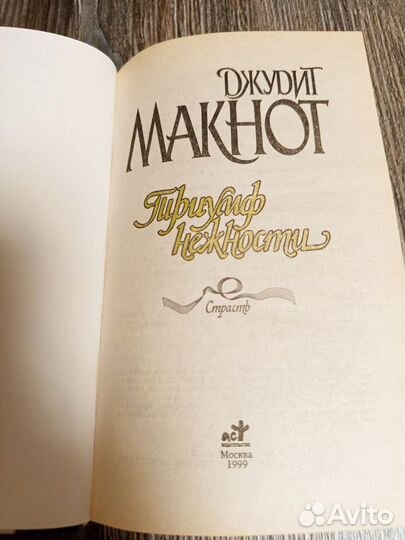 ДЖУДИТ
МАКНОТ
Триумф
нежности
Страсть
аст
ИЗДАТЕЛЬСТВО
Москва
1999
Avito